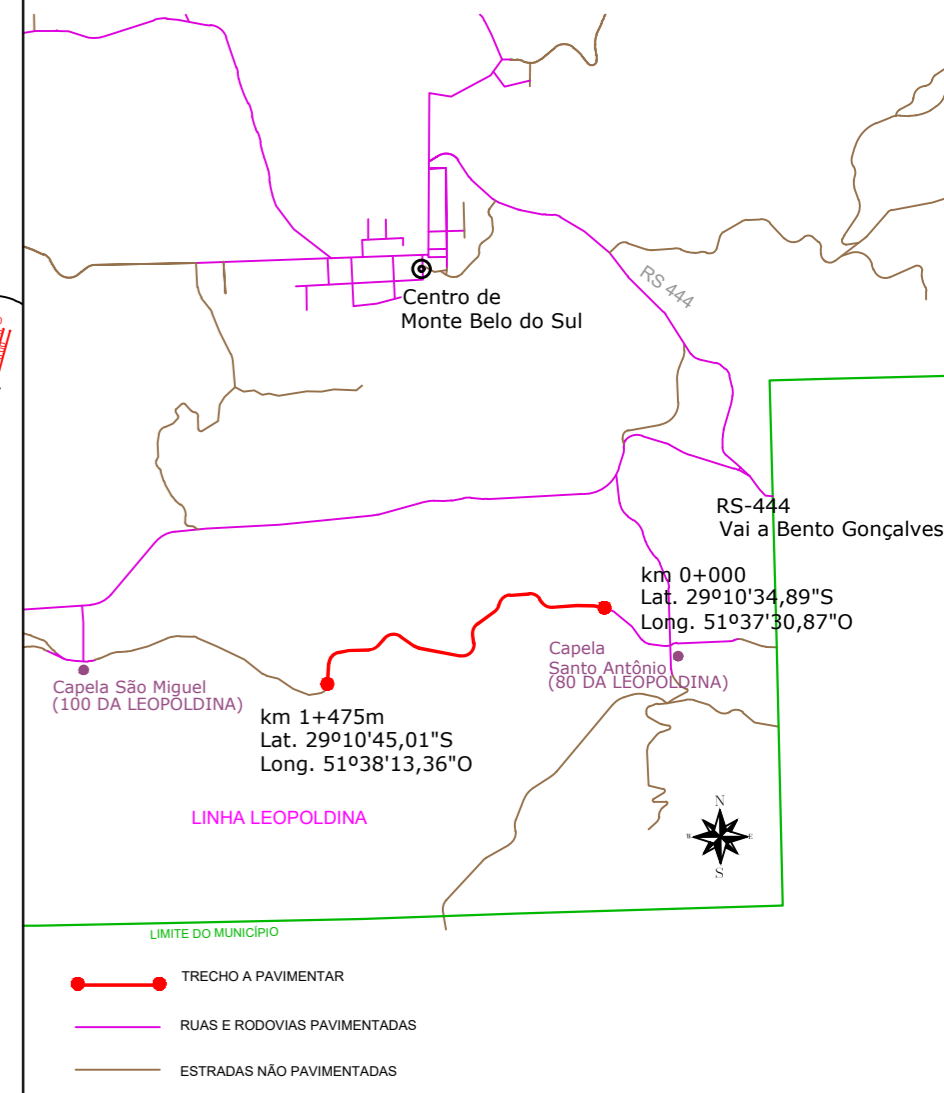 RS 444
Centro de
Monte Belo do Sul
RS-444
Vai a Bento Gonçalves
km 0+000
Lat. 29º10'34,89"S
Long. 51º37'30,87"O
Capela
Santo Antônio
(80 DA LEOPOLDINA)
Capela São Miguel
(100 DA LEOPOLDINA)
km 1+475m
Lat. 29º10'45,01"S
Long. 51º38'13,36"O
LINHA LEOPOLDINA
N
W
E
S
LIMITE DO MUNICÍPIO
TRECHO A PAVIMENTAR
RUAS E RODOVIAS PAVIMENTADAS
ESTRADAS NÃO PAVIMENTADAS